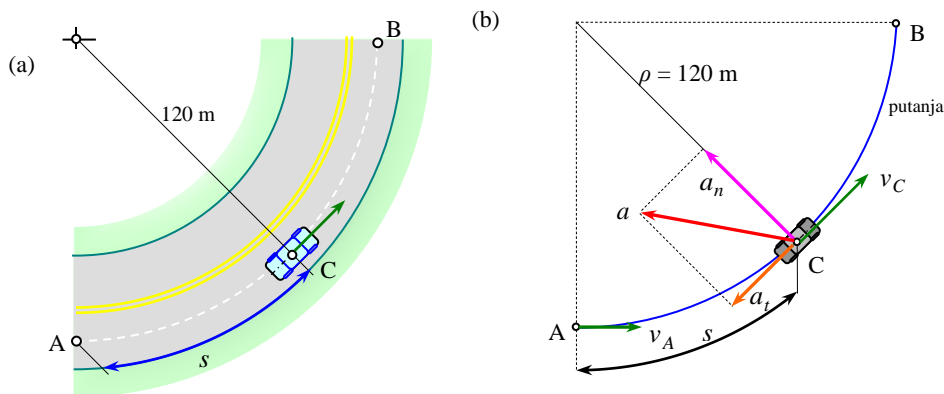 (a)
B
120 m
C
A
s
(b)
B
ρ = 120 m
putanja
a_n
v_C
a
C
a_t
A
v_A
s